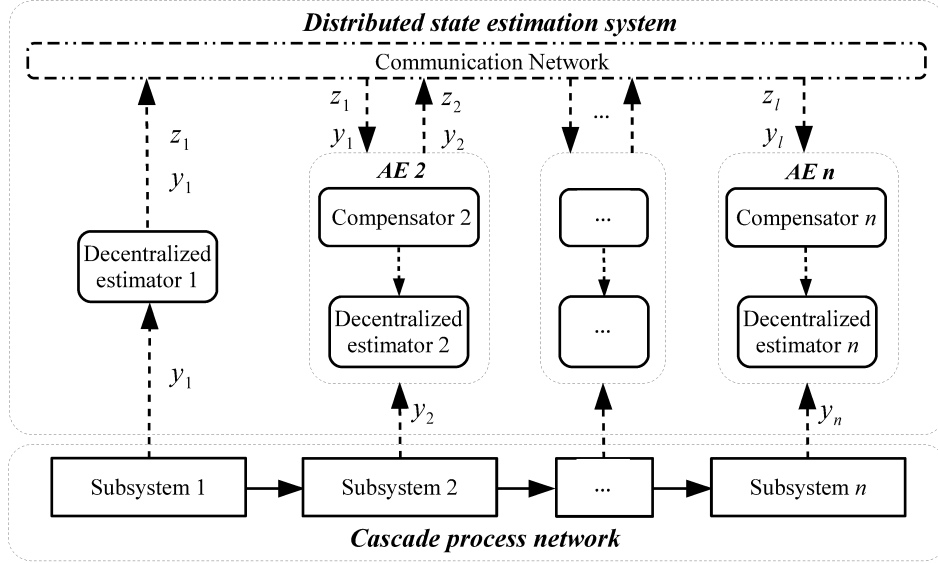 Distributed state estimation system
Communication Network
z1
y1
z1
y1
z2
y2
...
zl
yl
AE 2
AE n
Compensator 2
...
Compensator n
Decentralized
estimator 1
Decentralized
estimator 2
...
Decentralized
estimator n
y1
y2
yn
Subsystem 1
Subsystem 2
...
Subsystem n
Cascade process network